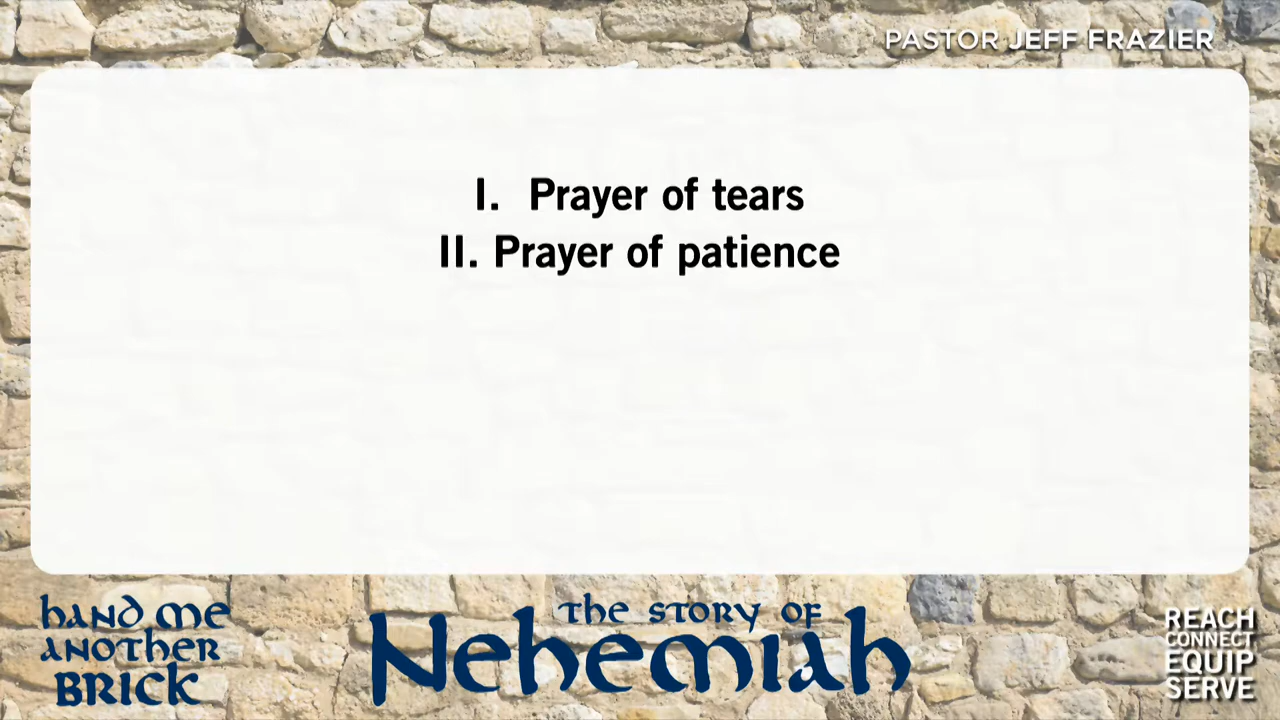 PASTOR JEFF FRAZIER
I. Prayer of tears
II. Prayer of patience
hAND ME
ANOTHER
BRICK
THE STORY OF
Nehemiah
REACH
CONNECT
EQUIP
SERVE